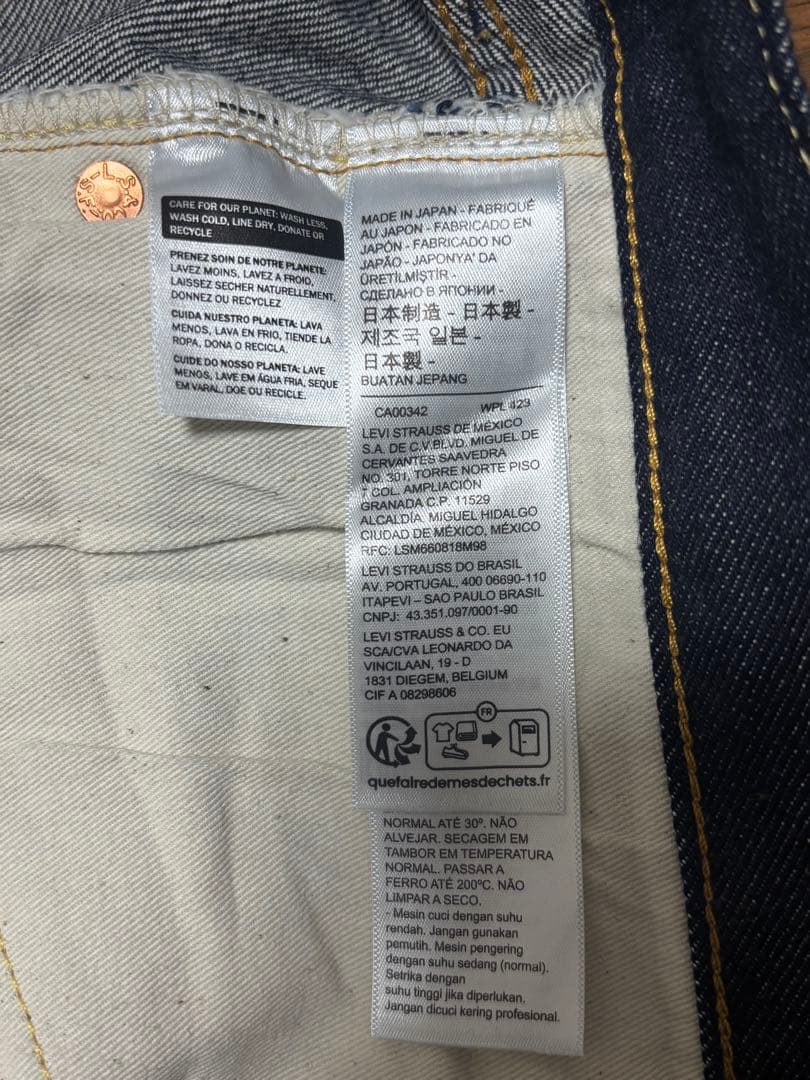 CARE FOR OUR PLANET: WASH LESS,
WASH COLD, LINE DRY, DONATE OR
RECYCLE
PRENEZ SOIN DE NOTRE PLANETE:
LAVEZ MOINS, LAVEZ A FROID,
LAISSEZ SECHER NATURELLEMENT,
DONNEZ OU RECYCLEZ
CUIDA NUESTRO PLANETA: LAVA
MENOS, LAVA EN FRIO, TIENDE LA
ROPA, DONA O RECICLA.
CUIDE DO NOSSO PLANETA: LAVE
MENOS, LAVE EM ÁGUA FRIA, SEQUE
EM VARAL, DOE OU RECICLE.
MADE IN JAPAN - FABRIQUÉ
AU JAPON - FABRICADO EN
JAPÓN - FABRICADO NO
JAPÃO - JAPONYA' DA
ÜRETİLMİŞTİR -
СДЕЛАНО В ЯПОНИИ -
日本制造 - 日本製 -
제조국 일본 -
日本製 -
BUATAN JEPANG
CA00342 WPL 423
LEVI STRAUSS DE MÉXICO
S.A. DE C.V.BLVD. MIGUEL DE
CERVANTES SAAVEDRA
NO. 301, TORRE NORTE PISO
7 COL. AMPLIACIÓN
GRANADA C.P. 11529
ALCALDÍA. MIGUEL HIDALGO
CIUDAD DE MÉXICO, MÉXICO
RFC: LSM660818M98
LEVI STRAUSS DO BRASIL
AV. PORTUGAL, 400 06690-110
ITAPEVI – SAO PAULO BRASIL
CNPJ: 43.351.097/0001-90
LEVI STRAUSS & CO. EU
SCA/CVA LEONARDO DA
VINCILAAN, 19 - D
1831 DIEGEM, BELGIUM
CIF A 08298606
FR
quefairedemesdechets.fr
NORMAL ATÉ 30º. NÃO
ALVEJAR. SECAGEM EM
TAMBOR EM TEMPERATURA
NORMAL. PASSAR A
FERRO ATÉ 200ºC. NÃO
LIMPAR A SECO.
- Mesin cuci dengan suhu
rendah. Jangan gunakan
pemutih. Mesin pengering
dengan suhu sedang (normal).
Setrika dengan
suhu tinggi jika diperlukan.
Jangan dicuci kering profesional.